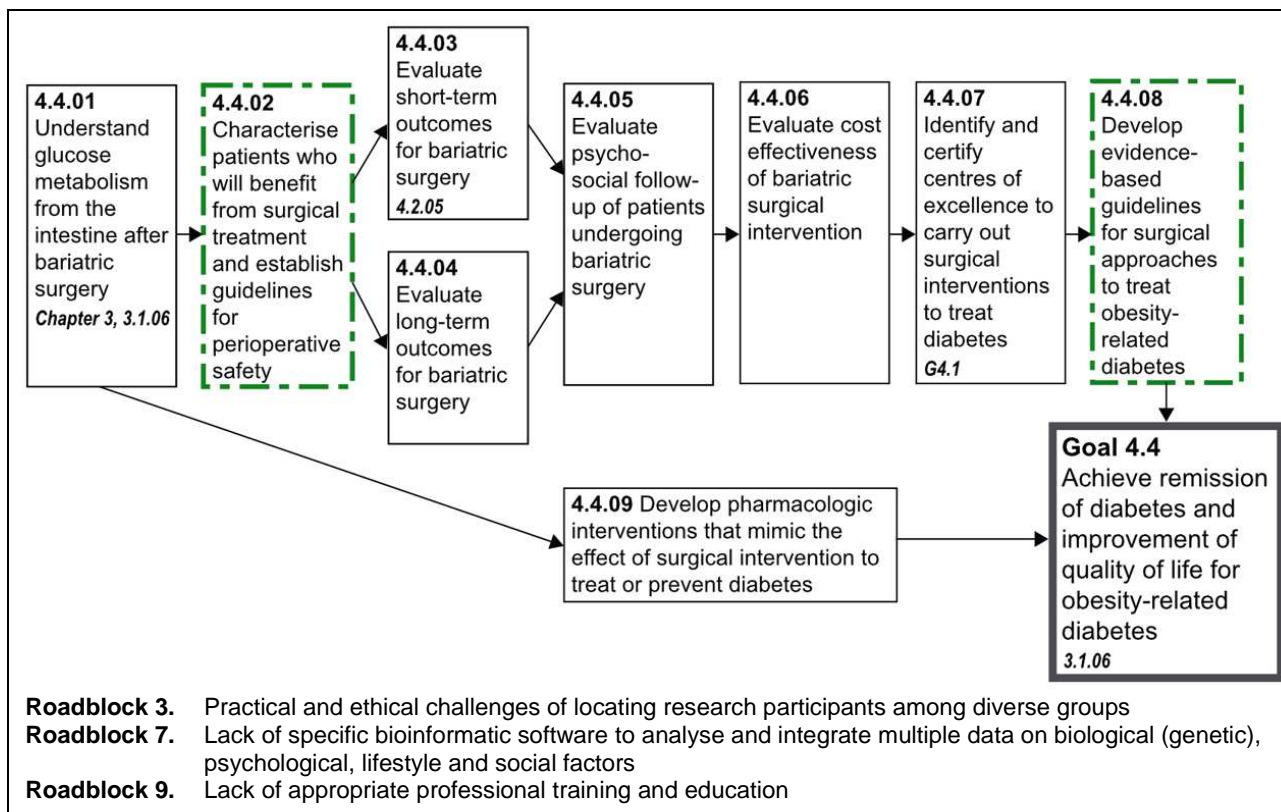 4.4.01
Understand
glucose
metabolism
from the
intestine after
bariatric
surgery
Chapter 3, 3.1.06
4.4.02
Characterise
patients who
will benefit
from surgical
treatment
and establish
guidelines
for
perioperative
safety
4.4.03
Evaluate
short-term
outcomes
for bariatric
surgery
4.2.05
4.4.04
Evaluate
long-term
outcomes
for bariatric
surgery
4.4.05
Evaluate
psycho-
social follow-
up of patients
undergoing
bariatric
surgery
4.4.06
Evaluate cost
effectiveness
of bariatric
surgical
intervention
4.4.07
Identify and
certify
centres of
excellence to
carry out
surgical
interventions
to treat
diabetes
G4.1
4.4.08
Develop
evidence-
based
guidelines
for surgical
approaches
to treat
obesity-
related
diabetes
4.4.09 Develop pharmacologic
interventions that mimic the
effect of surgical intervention to
treat or prevent diabetes
Goal 4.4
Achieve remission
of diabetes and
improvement of
quality of life for
obesity-related
diabetes
3.1.06
Roadblock 3. Practical and ethical challenges of locating research participants among diverse groups
Roadblock 7. Lack of specific bioinformatic software to analyse and integrate multiple data on biological (genetic),
psychological, lifestyle and social factors
Roadblock 9. Lack of appropriate professional training and education